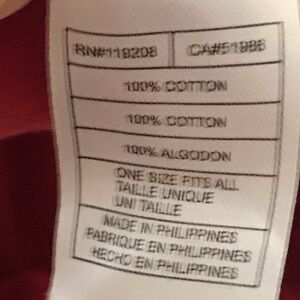 RN#119208 CA#51986
100% COTTON
100% COTTON
100% ALGODON
ONE SIZE FITS ALL
TAILLE UNIQUE
UNI TAILLE
MADE IN PHILIPPINES
FABRIQUE EN PHILIPPINES
HECHO EN PHILIPPINES